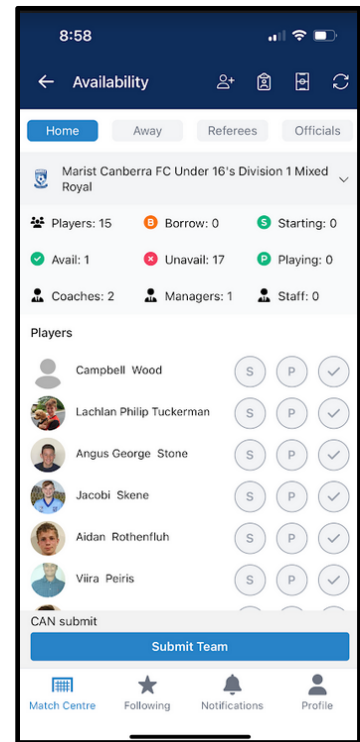 8:58
Availability
Home Away Referees Officials
Marist Canberra FC Under 16's Division 1 Mixed
Royal
Players: 15 B Borrow: 0 S Starting: 0
Avail: 1 Unavail: 17 P Playing: 0
Coaches: 2 Managers: 1 Staff: 0
Players
Campbell Wood S P
Lachlan Philip Tuckerman S P
Angus George Stone S P
Jacobi Skene S P
Aidan Rothenfluh S P
Viira Peiris S P
CAN submit
Submit Team
Match Centre Following Notifications Profile